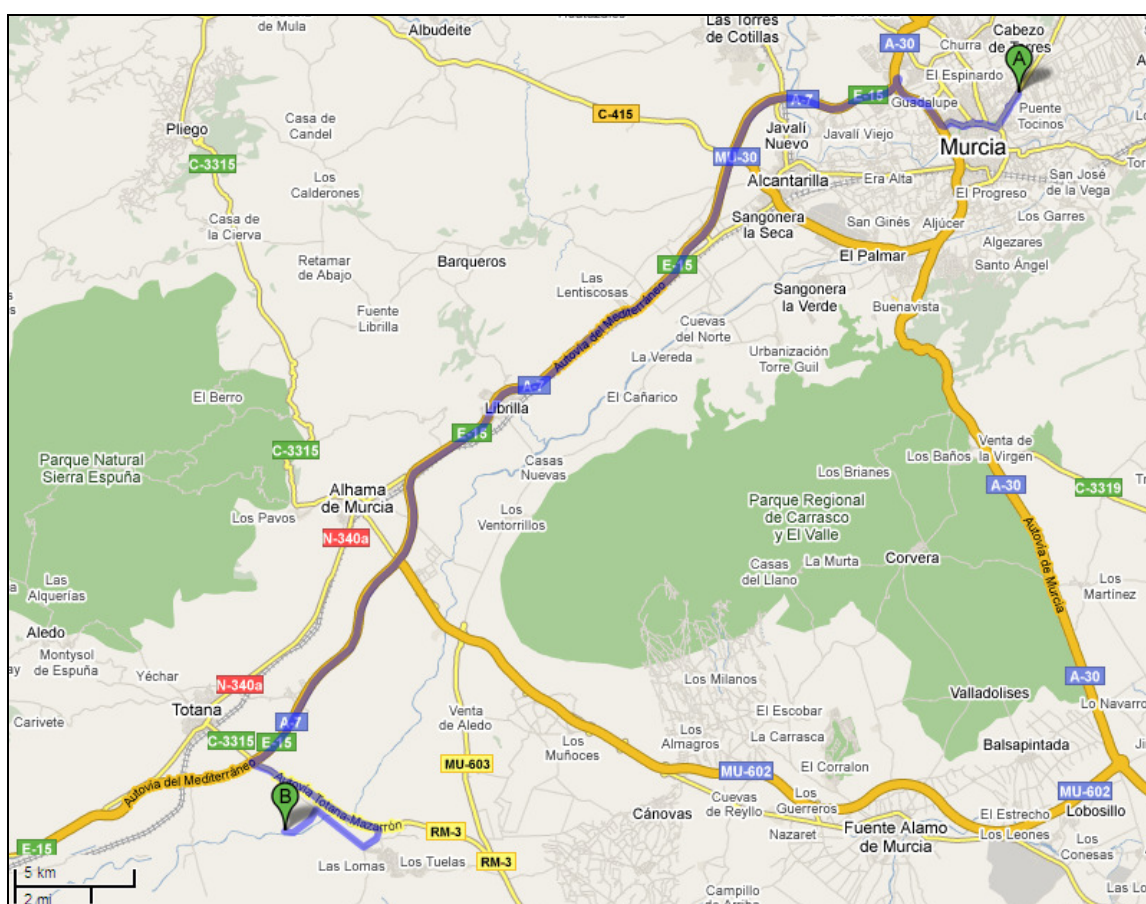 de Mula
Albudeite
Las Torres
de Cotillas
A-30
Churra
Cabezo
de Torres
A
El Espinardo
Pliego
Casa de
Candel
C-415
A-7
E-15
Guadalupe
Puente
Tocinos
Javalí
Nuevo
Javalí Viejo
Murcia
C-3315
Los
Calderones
MU-30
Alcantarilla
Era Alta
El Progreso
San José
de la Vega
Casa de
la Cierva
Sangonera
la Seca
San Ginés
Aljúcer
Los Garres
Retamar
de Abajo
Barqueros
E-15
El Palmar
Algezares
Santo Ángel
Las
Lentiscosas
Sangonera
la Verde
Buenavista
Fuente
Librilla
Autovía del Mediterráneo
Cuevas
del Norte
La Vereda
Urbanización
Torre Guil
El Berro
A-7
Librilla
El Cañarico
E-15
C-3315
Parque Natural
Sierra Espuña
Casas
Nuevas
Los Brianes
Los Baños
Venta de
la Virgen
A-30
C-3319
Alhama
de Murcia
Los Pavos
Los
Ventorrillos
Parque Regional
de Carrasco
y El Valle
N-340a
Autovía de Murcia
Casas
del Llano
La Murta
Corvera
Las
Alquerías
Los
Martínez
Aledo
Montysol
de Espuña
Yéchar
N-340a
Los Milanos
A-30
Valladolises
Lo Navarro
Carivete
Totana
A-7
C-3315
E-15
Venta
de Aledo
Los
Muñoces
Los
Almagros
El Escobar
La Carrasca
Balsapintada
El Corralon
MU-603
MU-602
Autovía del Mediterráneo
Autovía Totana-Mazarrón
B
Cánovas
Cuevas
de Reyllo
Los
Guerreros
MU-602
Lobosillo
RM-3
Nazaret
Fuente Alamo
de Murcia
El Estrecho
Los Leones
Los
Conesas
E-15
Las Lomas
Los Tuelas
RM-3
5 km
2 mi
Campillo
de Arriba